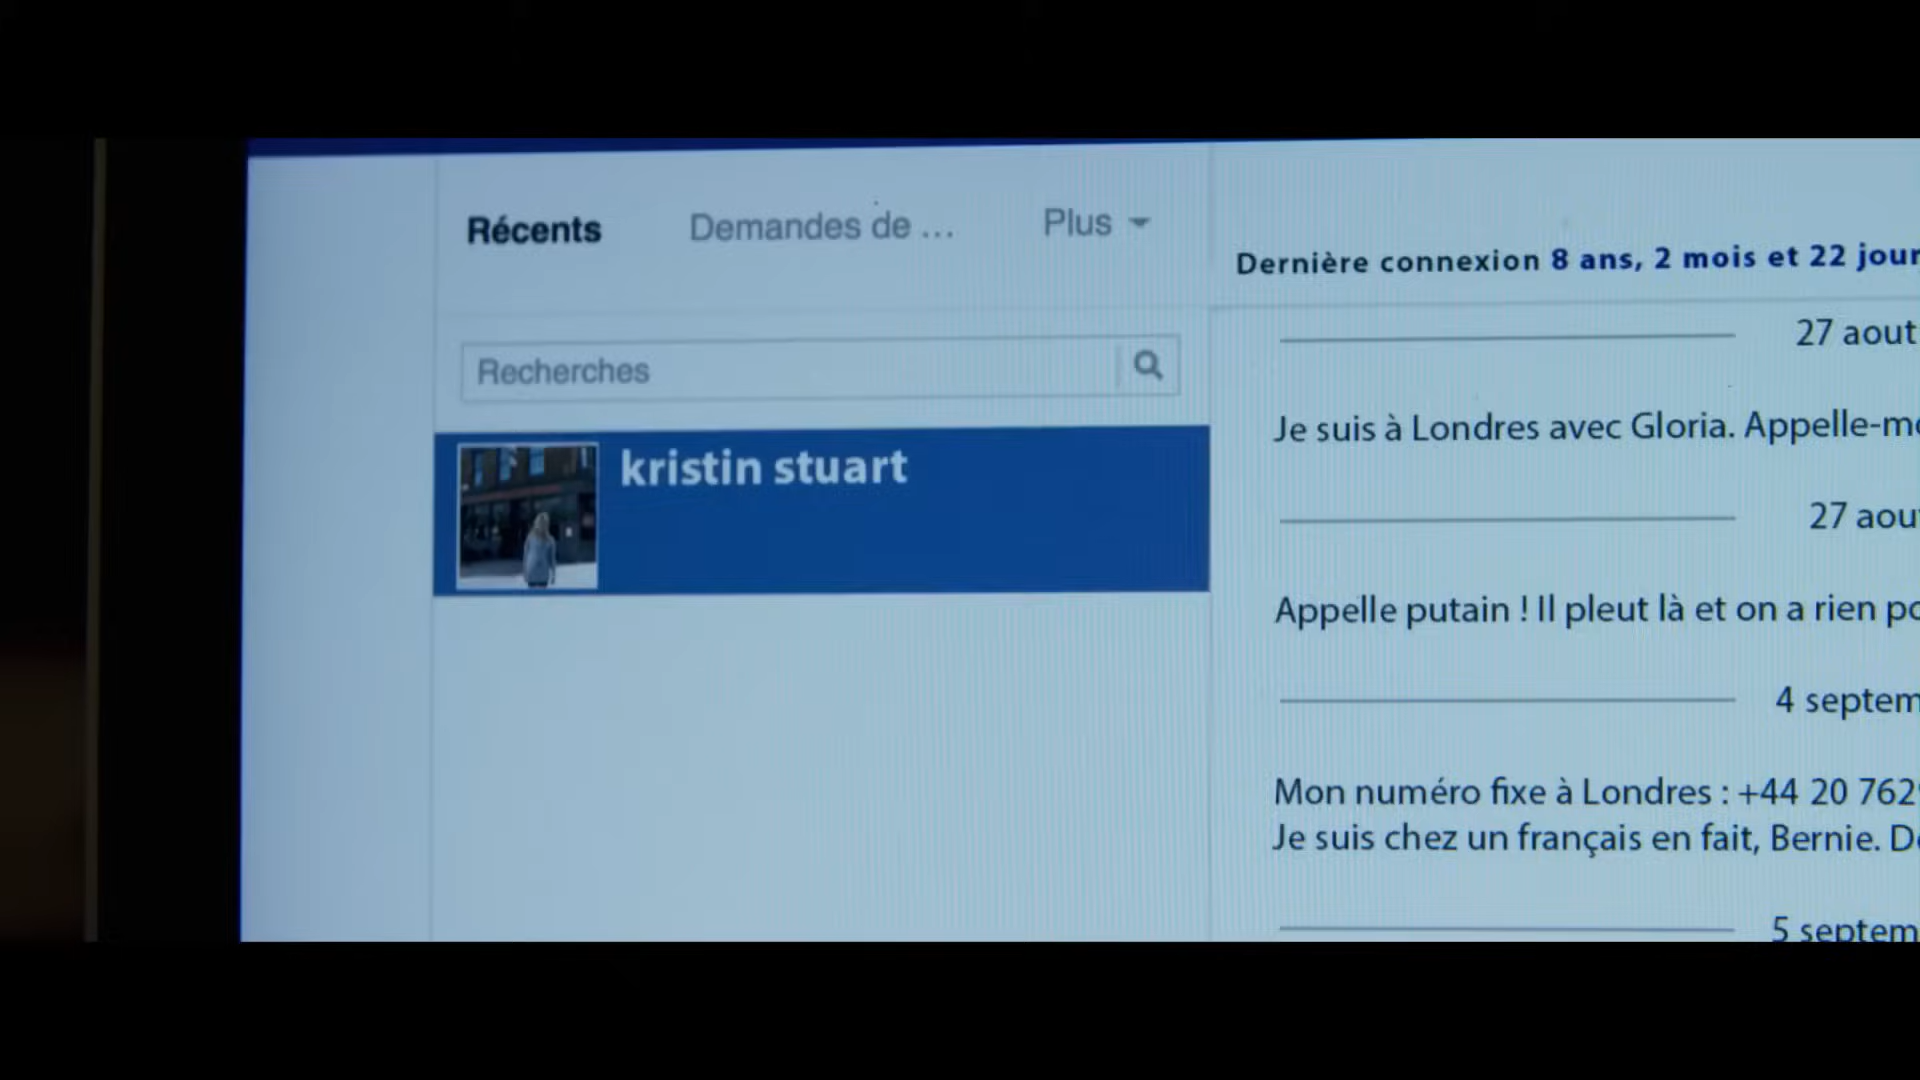 Récents Demandes de ... Plus
Recherches
kristin stuart
Dernière connexion 8 ans, 2 mois et 22 jour
27 aout
Je suis à Londres avec Gloria. Appelle-mo
27 aou
Appelle putain ! Il pleut là et on a rien po
4 septem
Mon numéro fixe à Londres : +44 20 762
Je suis chez un français en fait, Bernie. D
5 septem